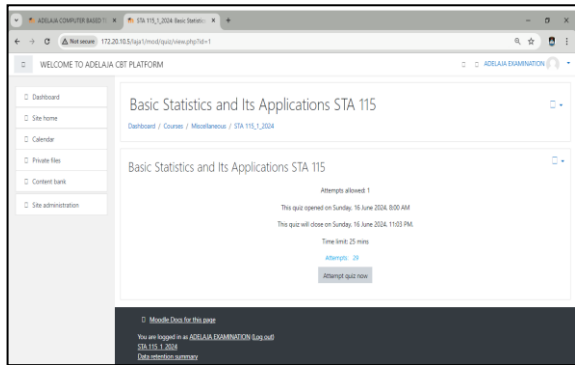 ADELAJA COMPUTER BASED T
STA 115_1_2024: Basic Statistic
Not secure 172.20.10.5/laja1/mod/quiz/view.php?id=1
WELCOME TO ADELAJA CBT PLATFORM
ADELAJA EXAMINATION
Dashboard
Site home
Calendar
Private files
Content bank
Site administration
Basic Statistics and Its Applications STA 115
Dashboard / Courses / Miscellaneous / STA 115_1_2024
Basic Statistics and Its Applications STA 115
Attempts allowed: 1
This quiz opened on Sunday, 16 June 2024, 8:00 AM
This quiz will close on Sunday, 16 June 2024, 11:03 PM.
Time limit: 25 mins
Attempts: 29
Attempt quiz now
Moodle Docs for this page
You are logged in as ADELAJA EXAMINATION (Log out)
STA 115_1_2024
Data retention summary